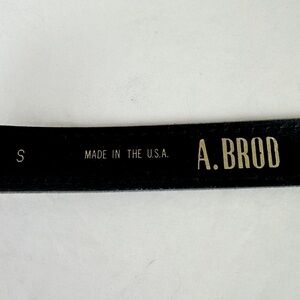 S MADE IN THE U.S.A. A. BROD